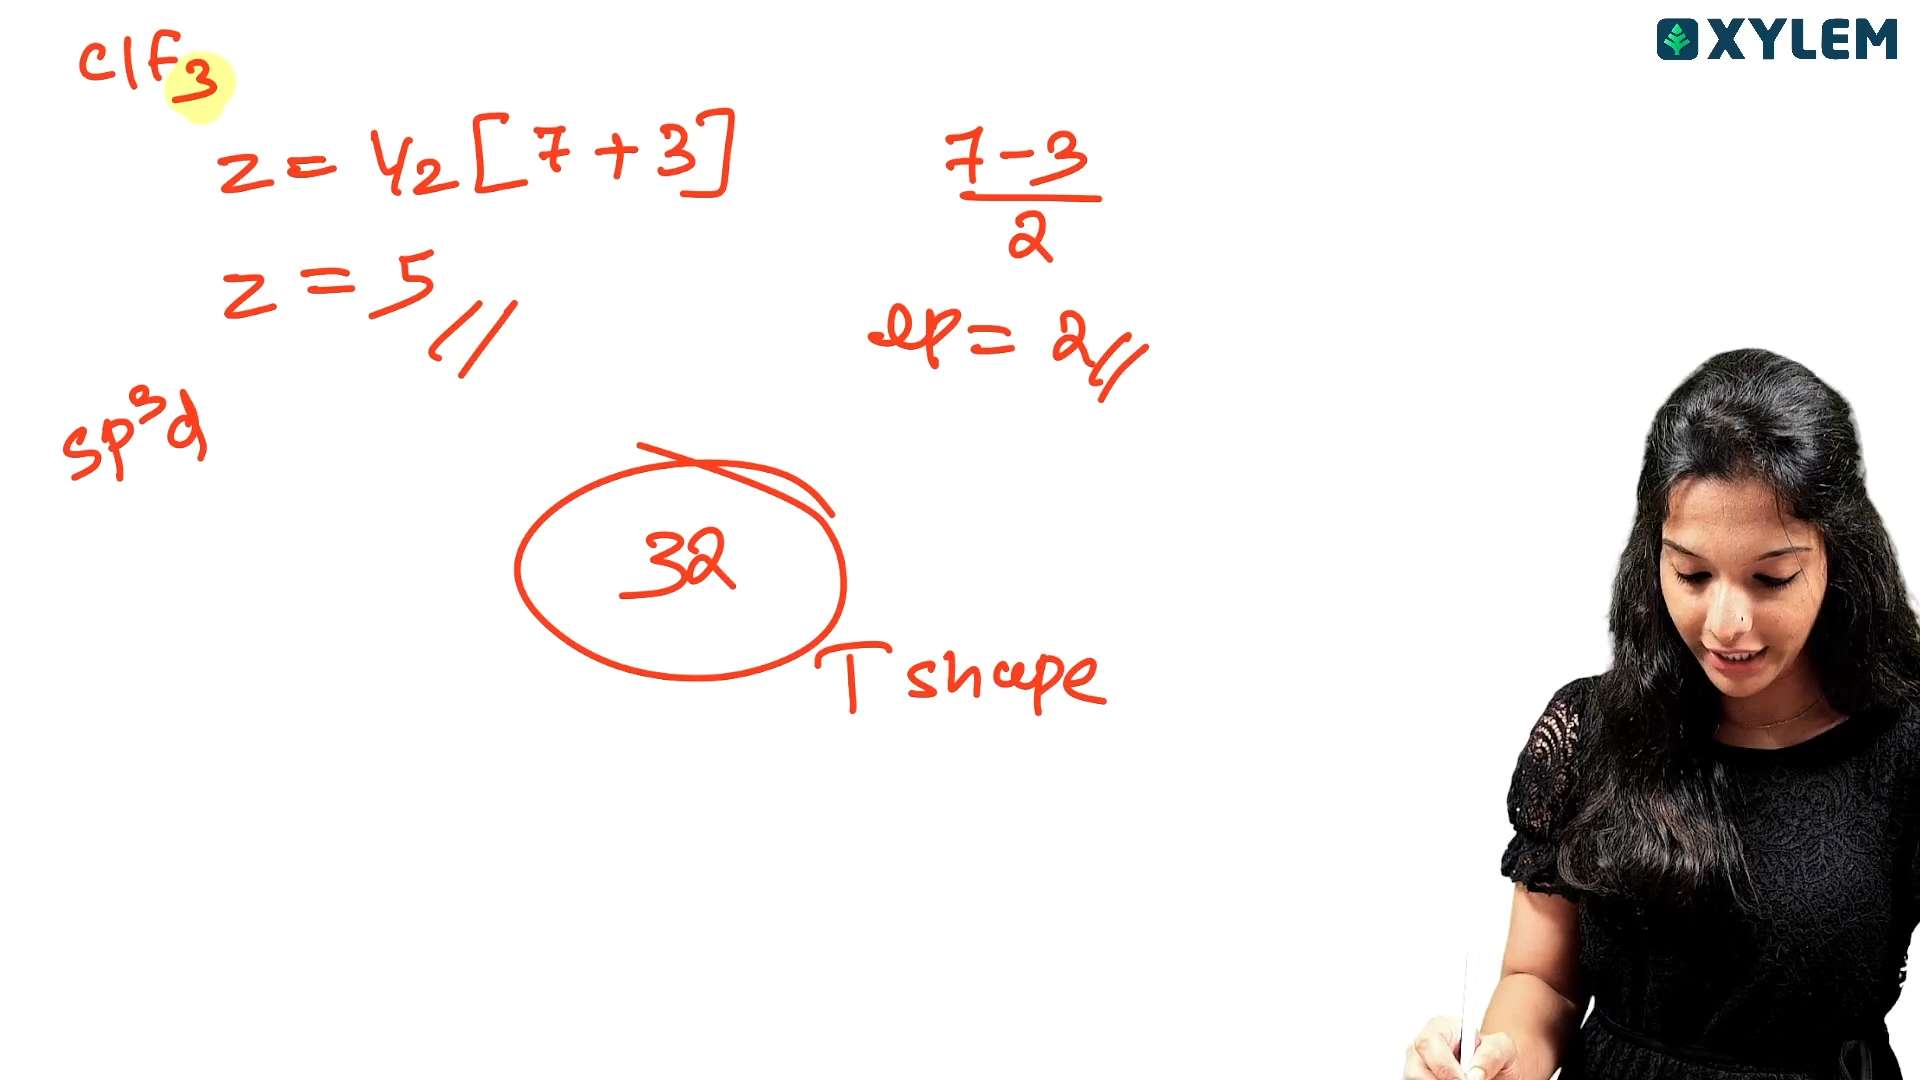 XYLEM
ClF₃
z = ½ [7 + 3]
7 - 3
2
z = 5 //
lp = 2 //
sp³d
32
T shape